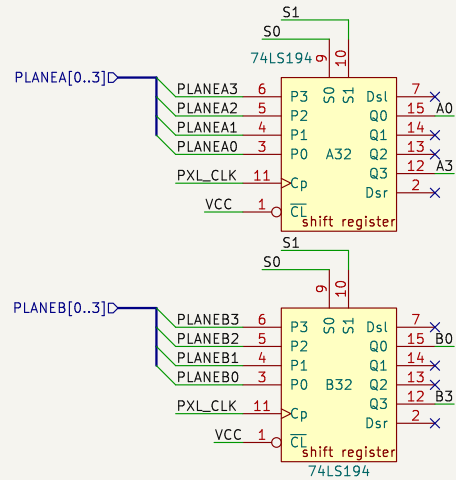 S1
S0
74LS194
9
10
PLANEA[0..3]
PLANEA3 6 P3 S0 S1 Dsl 7
PLANEA2 5 P2 Q0 15 A0
PLANEA1 4 P1 Q1 14
PLANEA0 3 P0 A32 Q2 13
Q3 12 A3
PXL_CLK 11 Cp
Dsr 2
VCC 1 CL
shift register
S1
S0
9
10
PLANEB[0..3]
PLANEB3 6 P3 S0 S1 Dsl 7
PLANEB2 5 P2 Q0 15 B0
PLANEB1 4 P1 Q1 14
PLANEB0 3 P0 B32 Q2 13
Q3 12 B3
PXL_CLK 11 Cp
Dsr 2
VCC 1 CL
shift register
74LS194